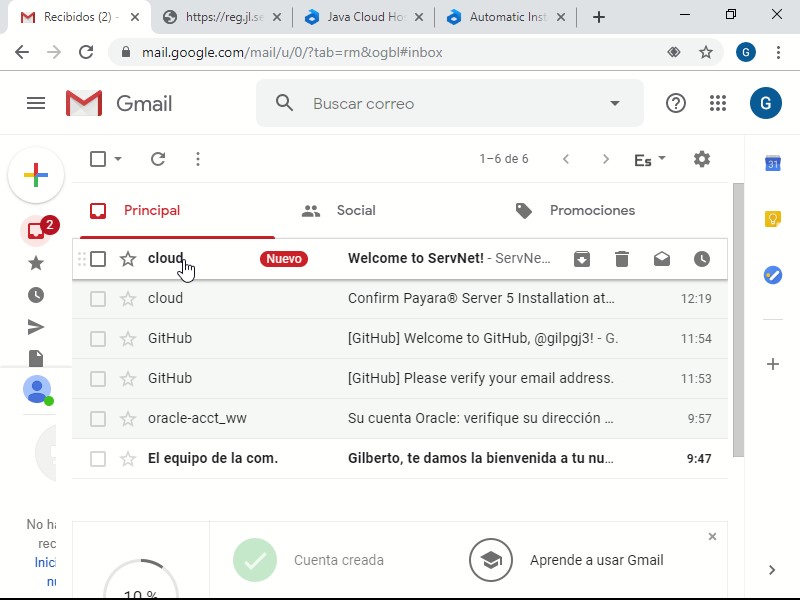 Recibidos (2) -
https://reg.jl.se
Java Cloud Ho
Automatic Inst
mail.google.com/mail/u/0/?tab=rm&ogbl#inbox
G
Gmail
Buscar correo
G
1–6 de 6
Es
31
Principal
Social
Promociones
2
cloud
Nuevo
Welcome to ServNet! - ServNe...
cloud
Confirm Payara® Server 5 Installation at...
12:19
GitHub
[GitHub] Welcome to GitHub, @gilpgj3! - G.
11:54
GitHub
[GitHub] Please verify your email address.
11:53
oracle-acct_ww
Su cuenta Oracle: verifique su dirección ...
9:57
El equipo de la com.
Gilberto, te damos la bienvenida a tu nu...
9:47
No ha
rec
Inici
nu
10 %
Cuenta creada
Aprende a usar Gmail